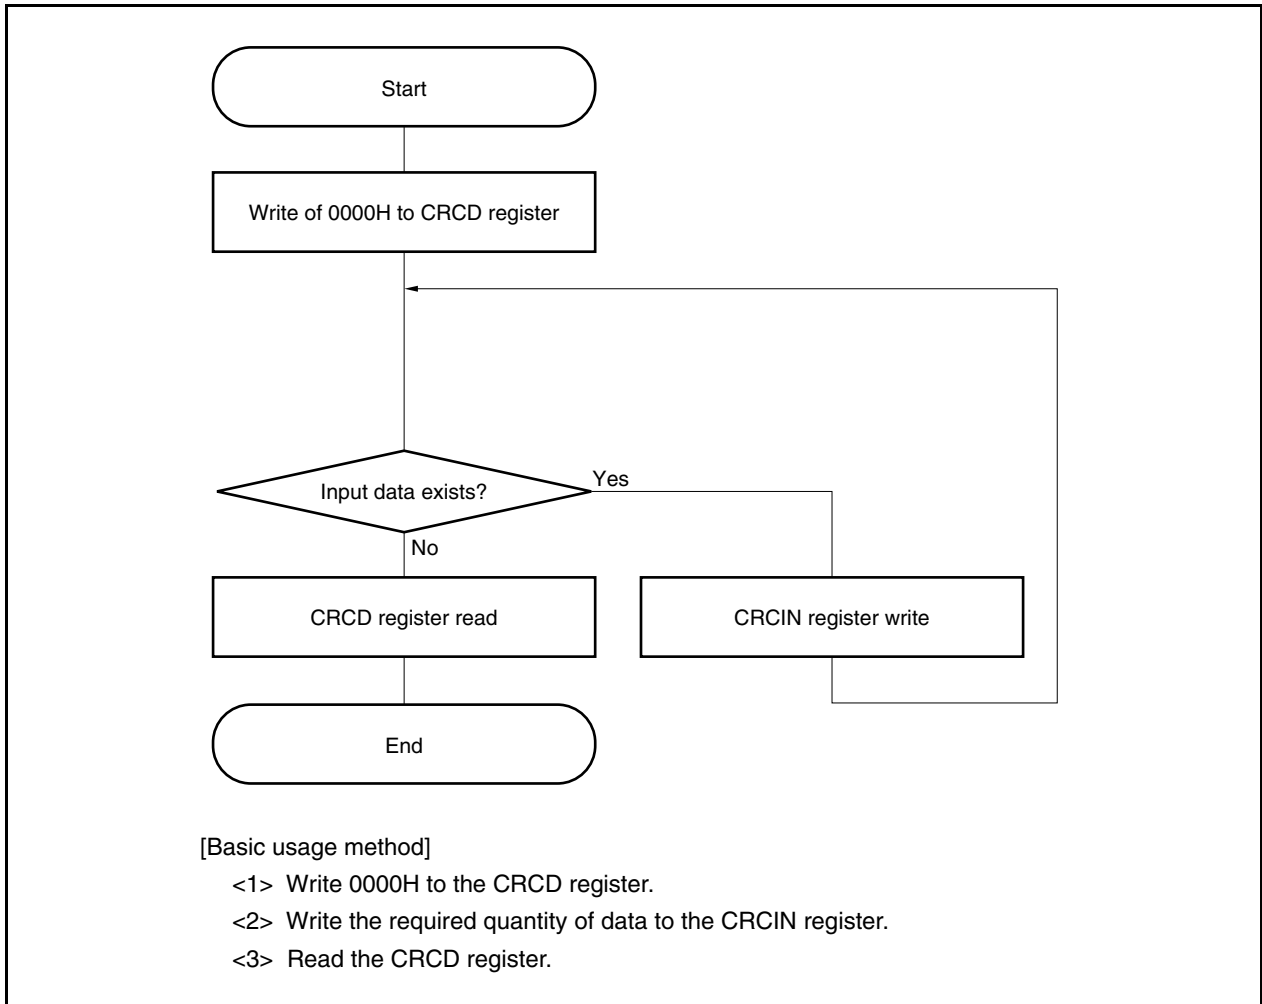 Start
Write of 0000H to CRCD register
Input data exists?
Yes
No
CRCD register read
CRCIN register write
End
[Basic usage method]
<1> Write 0000H to the CRCD register.
<2> Write the required quantity of data to the CRCIN register.
<3> Read the CRCD register.